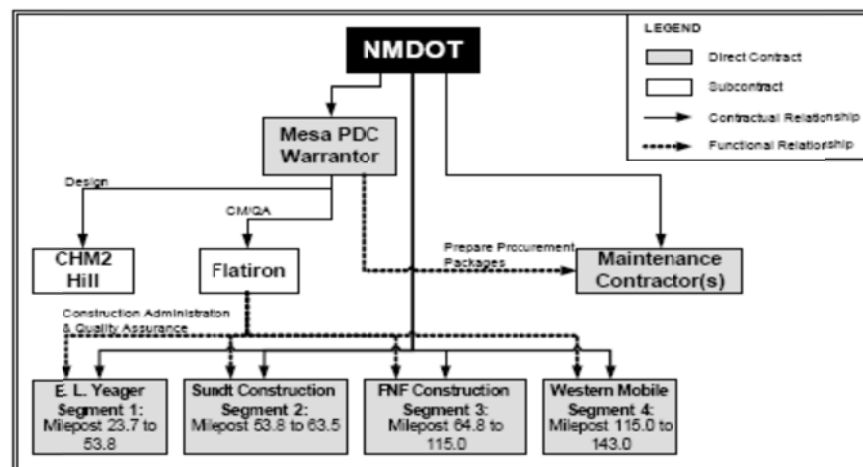 NMDOT
LEGEND
Direct Contract
Subcontract
Contractual Relationship
Functional Relationship
Mesa PDC
Warrantor
Design
CM/QA
CHM2
Hill
Flatiron
Prepare Procurement
Packages
Maintenance
Contractor(s)
Construction Administration
& Quality Assurance
E. L. Yeager
Segment 1:
Milepost 23.7 to
53.8
Sundt Construction
Segment 2:
Milepost 53.8 to 63.5
FNF Construction
Segment 3:
Milepost 64.8 to
115.0
Western Mobile
Segment 4:
Milepost 115.0 to
143.0